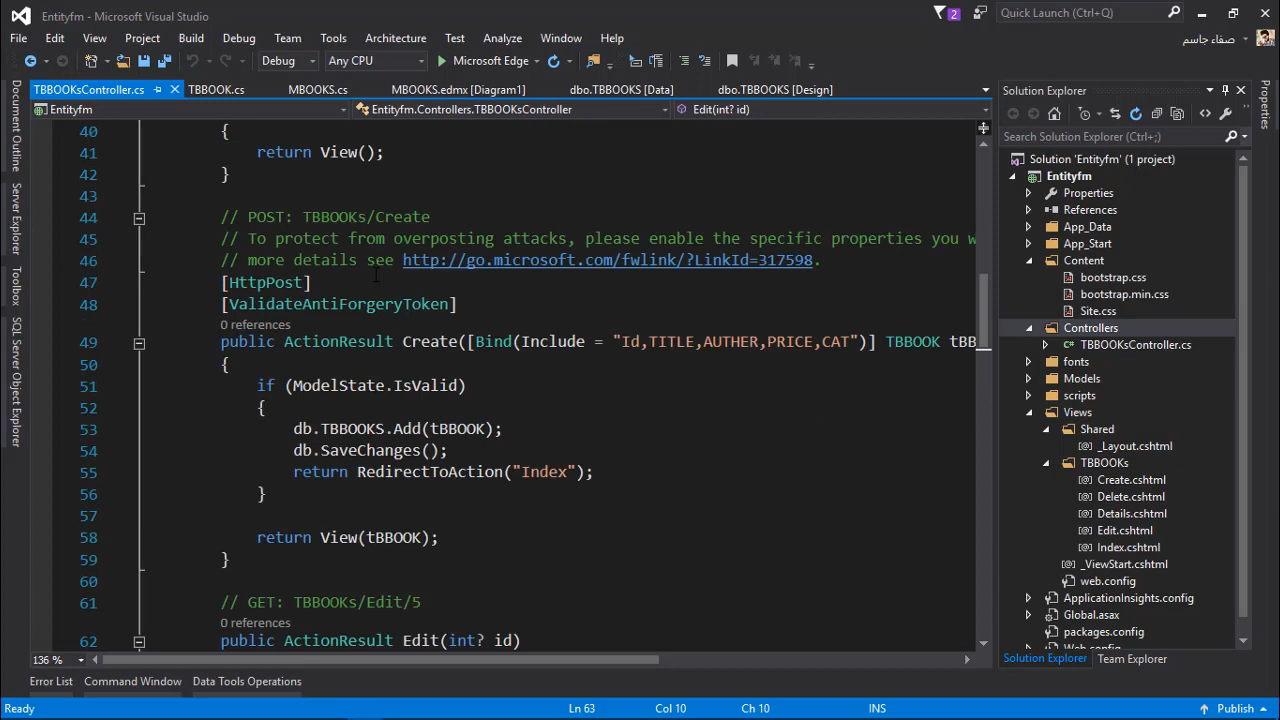 Entityfm - Microsoft Visual Studio
2
Quick Launch (Ctrl+Q)
File Edit View Project Build Debug Team Tools Architecture Test Analyze Window Help
صفاء جاسم
Debug Any CPU Microsoft Edge
TBBOOKsController.cs TBBOOK.cs MBOOKS.cs MBOOKS.edmx [Diagram1] dbo.TBBOOKS [Data] dbo.TBBOOKS [Design]
Entityfm Entityfm.Controllers.TBBOOKsController Edit(int? id)
Document Outline
Server Explorer
Toolbox
SQL Server Object Explorer
40 {
41 return View();
42 }
43
44 // POST: TBBOOKs/Create
45 // To protect from overposting attacks, please enable the specific properties you w
46 // more details see http://go.microsoft.com/fwlink/?LinkId=317598.
47 [HttpPost]
48 [ValidateAntiForgeryToken]
0 references
49 public ActionResult Create([Bind(Include = "Id,TITLE,AUTHER,PRICE,CAT")] TBBOOK tBB
50 {
51 if (ModelState.IsValid)
52 {
53 db.TBBOOKS.Add(tBBOOK);
54 db.SaveChanges();
55 return RedirectToAction("Index");
56 }
57
58 return View(tBBOOK);
59 }
60
61 // GET: TBBOOKs/Edit/5
0 references
62 public ActionResult Edit(int? id)
136 %
Solution Explorer
Search Solution Explorer (Ctrl+;)
Solution 'Entityfm' (1 project)
Entityfm
Properties
References
App_Data
App_Start
Content
bootstrap.css
bootstrap.min.css
Site.css
Controllers
TBBOOKsController.cs
fonts
Models
scripts
Views
Shared
_Layout.cshtml
TBBOOKs
Create.cshtml
Delete.cshtml
Details.cshtml
Edit.cshtml
Index.cshtml
_ViewStart.cshtml
web.config
ApplicationInsights.config
Global.asax
packages.config
Web.config
Solution Explorer Team Explorer
Properties
Error List Command Window Data Tools Operations
Ready Ln 63 Col 10 Ch 10 INS Publish